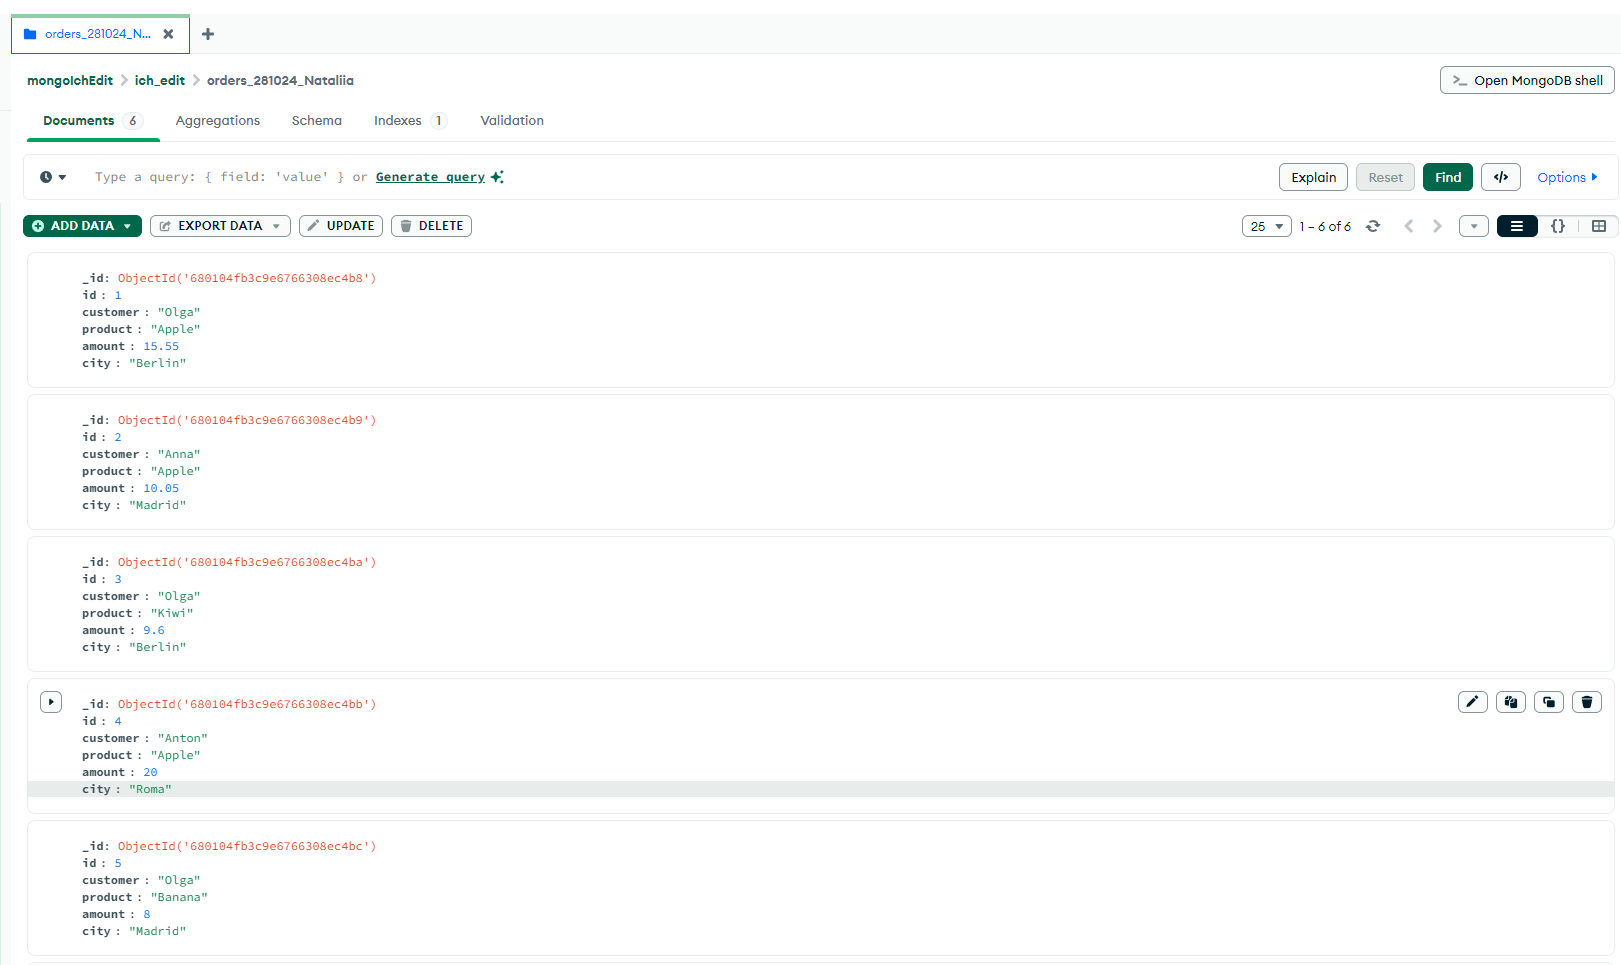 orders_281024_N...
mongoIchEdit > ich_edit > orders_281024_Nataliia
>_ Open MongoDB shell
Documents 6 Aggregations Schema Indexes 1 Validation
Type a query: { field: 'value' } or Generate query
Explain Reset Find </> Options
ADD DATA EXPORT DATA UPDATE DELETE
25 1 – 6 of 6 {}
_id: ObjectId('680104fb3c9e6766308ec4b8')
id : 1
customer : "Olga"
product : "Apple"
amount : 15.55
city : "Berlin"
_id: ObjectId('680104fb3c9e6766308ec4b9')
id : 2
customer : "Anna"
product : "Apple"
amount : 10.05
city : "Madrid"
_id: ObjectId('680104fb3c9e6766308ec4ba')
id : 3
customer : "Olga"
product : "Kiwi"
amount : 9.6
city : "Berlin"
_id: ObjectId('680104fb3c9e6766308ec4bb')
id : 4
customer : "Anton"
product : "Apple"
amount : 20
city : "Roma"
_id: ObjectId('680104fb3c9e6766308ec4bc')
id : 5
customer : "Olga"
product : "Banana"
amount : 8
city : "Madrid"